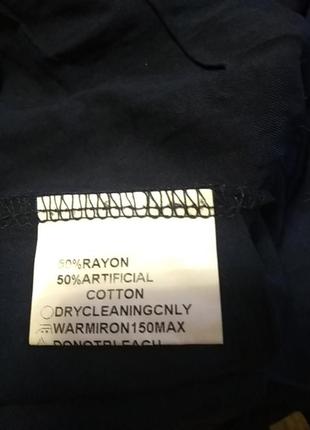 50%RAYON
50%ARTIFICIAL
COTTON
DRYCLEANINGCNLY
WARMIRON150MAX
DONOTBLEACH